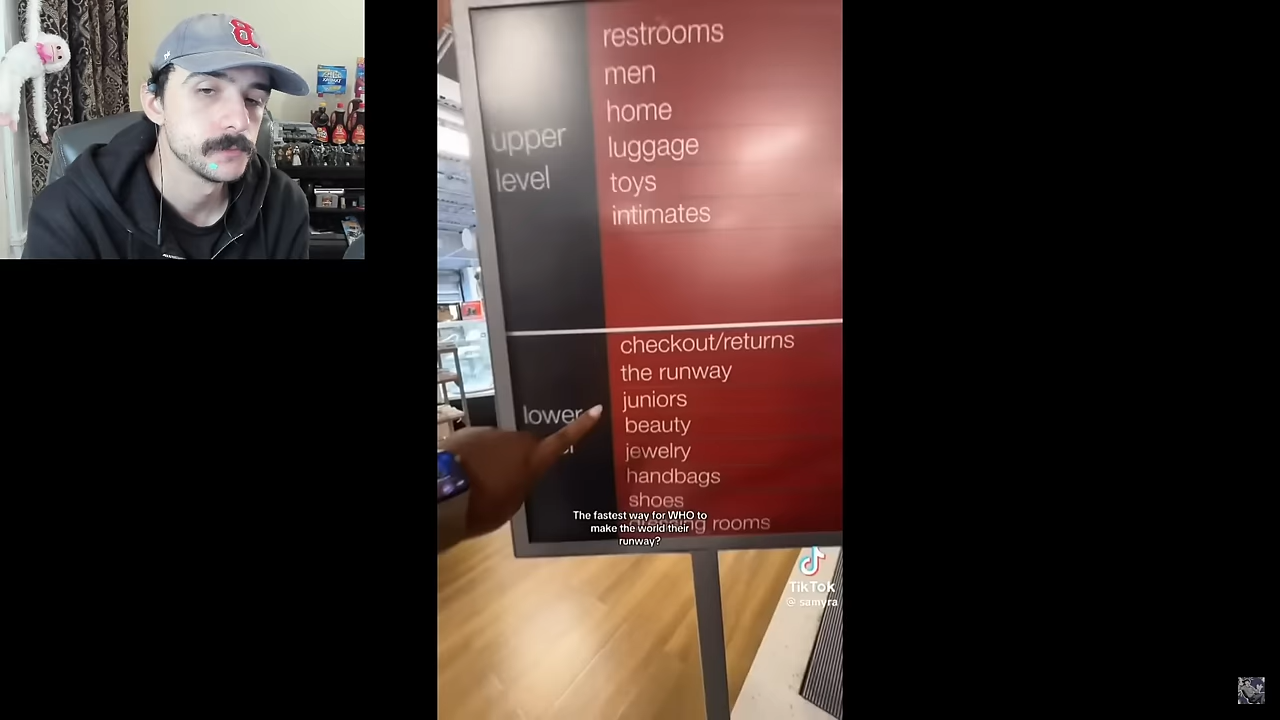 B
restrooms
men
home
luggage
toys
intimates
upper
level
checkout/returns
the runway
juniors
beauty
jewelry
handbags
shoes
dressing rooms
lower
The fastest way for WHO to
make the world their
runway?
TikTok
@ samyra